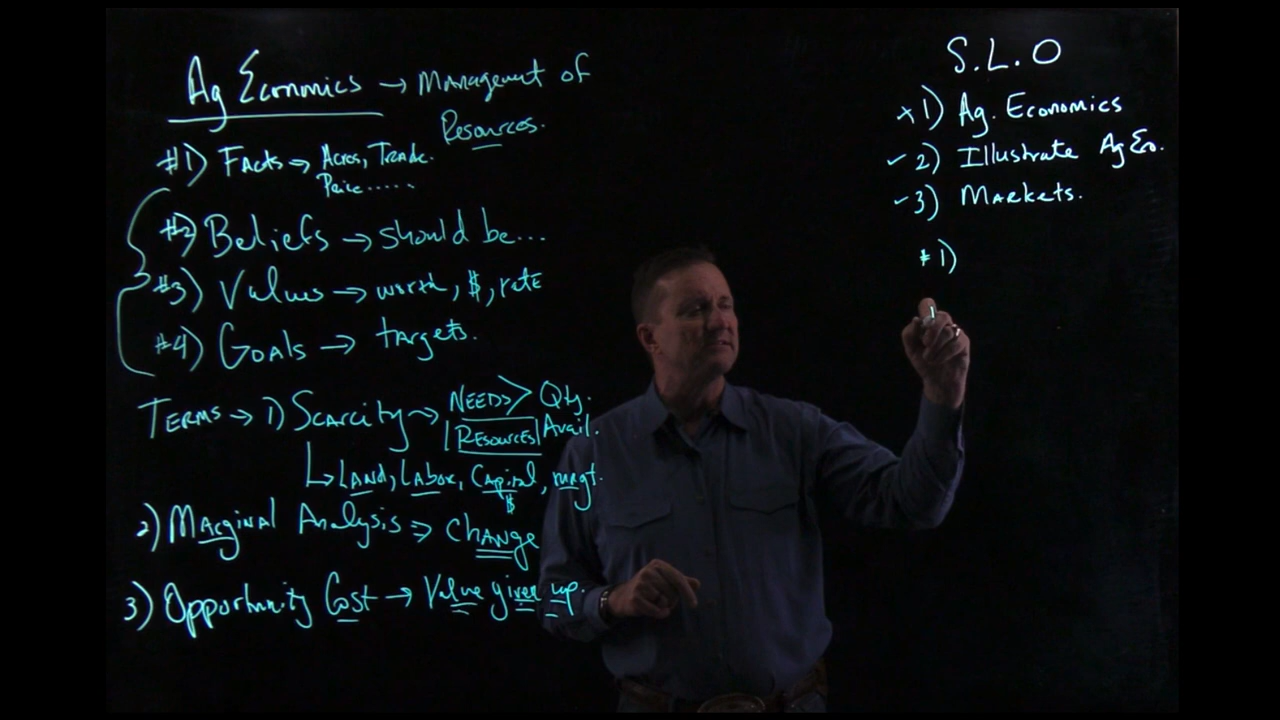 Ag Economics → Management of
Resources.
#1) Facts → Acres, Trade.
Price.....
#2) Beliefs → should be...
#3) Values → worth, $, rate
#4) Goals → targets.
Terms → 1) Scarcity → Needs > Qty.
Resources Avail.
↳ Land, Labor, Capital, mngt.
$
2) Marginal Analysis ⇒ change
3) Opportunity Cost → Value given up.
S.L.O
x 1) Ag. Economics
✓ 2) Illustrate Ag Eco.
✓ 3) Markets.
#1)